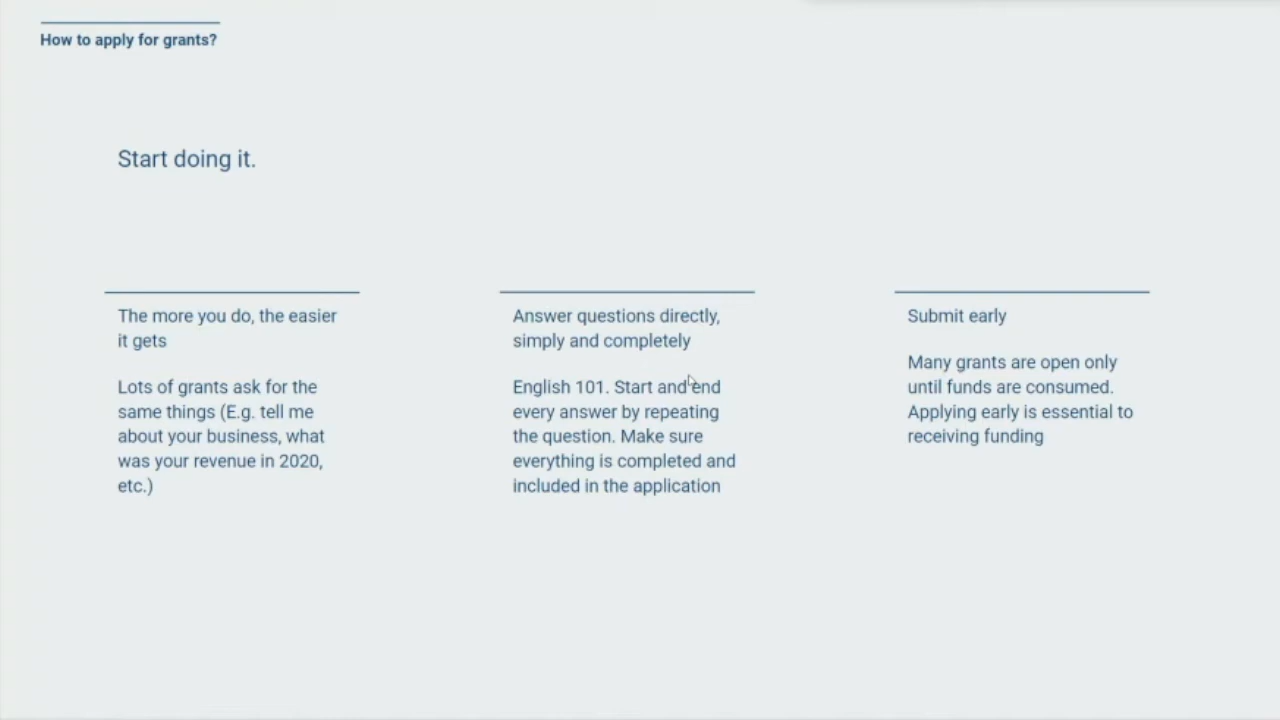 How to apply for grants?
Start doing it.
The more you do, the easier
it gets
Lots of grants ask for the
same things (E.g. tell me
about your business, what
was your revenue in 2020,
etc.)
Answer questions directly,
simply and completely
English 101. Start and end
every answer by repeating
the question. Make sure
everything is completed and
included in the application
Submit early
Many grants are open only
until funds are consumed.
Applying early is essential to
receiving funding